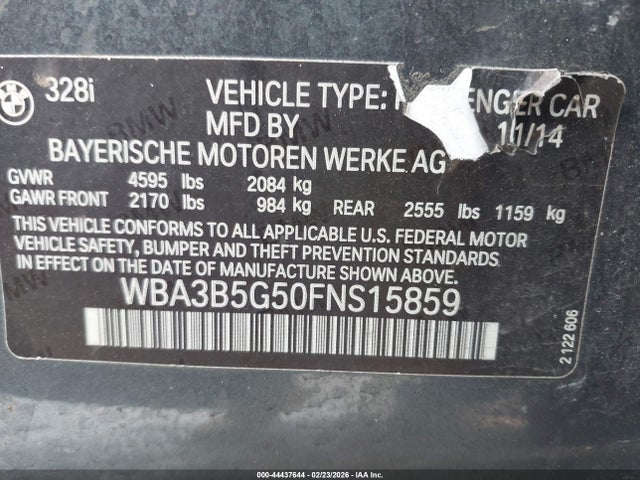 BMW
328i
VEHICLE TYPE: ENGER CAR
MFD BY 11/14
BAYERISCHE MOTOREN WERKE AG
GVWR 4595 lbs 2084 kg
GAWR FRONT 2170 lbs 984 kg REAR 2555 lbs 1159 kg
THIS VEHICLE CONFORMS TO ALL APPLICABLE U.S. FEDERAL MOTOR
VEHICLE SAFETY, BUMPER AND THEFT PREVENTION STANDARDS
IN EFFECT ON THE DATE OF MANUFACTURE SHOWN ABOVE.
WBA3B5G50FNS15859
2 122 606
000-44437644 - 02/23/2026 - IAAI, Inc.